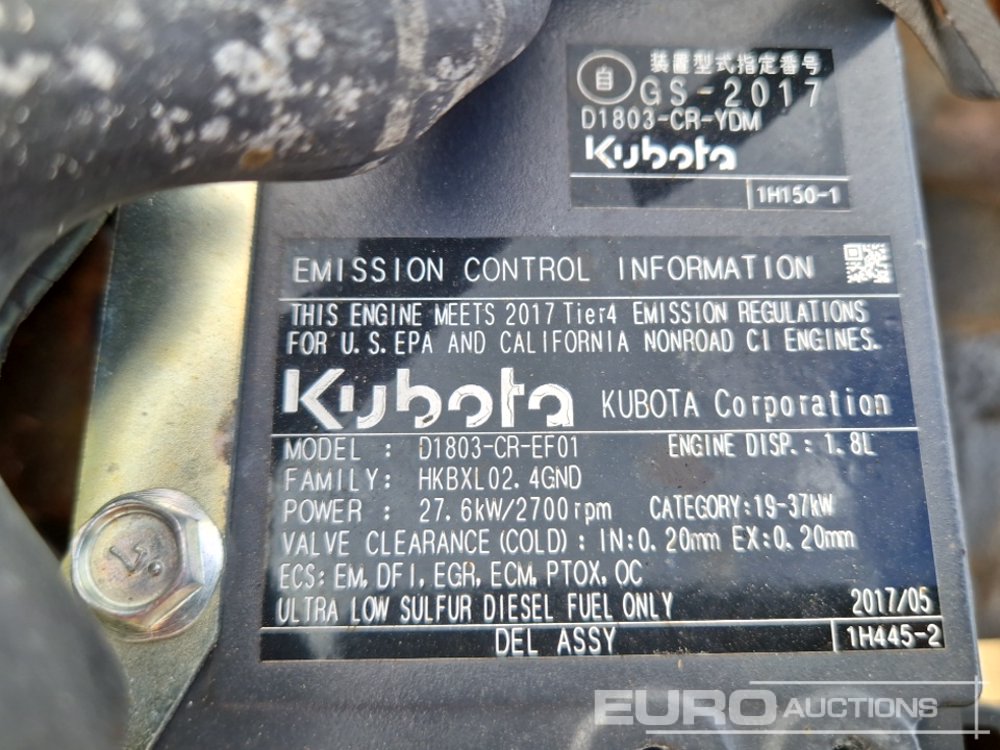 自 装置型式指定番号
GS-2017
D1803-CR-YDM
Kubota
1H150-1
EMISSION CONTROL INFORMATION
THIS ENGINE MEETS 2017 Tier4 EMISSION REGULATIONS
FOR U.S.EPA AND CALIFORNIA NONROAD CI ENGINES.
Kubota KUBOTA Corporation
MODEL : D1803-CR-EF01 ENGINE DISP.: 1.8L
FAMILY: HKBXL02.4GND
POWER : 27.6kW/2700rpm CATEGORY:19-37kW
VALVE CLEARANCE (COLD) : IN:0.20mm EX:0.20mm
ECS: EM, DFI, EGR, ECM, PTOX, OC
ULTRA LOW SULFUR DIESEL FUEL ONLY 2017/05
DEL ASSY 1H445-2
EURO AUCTIONS